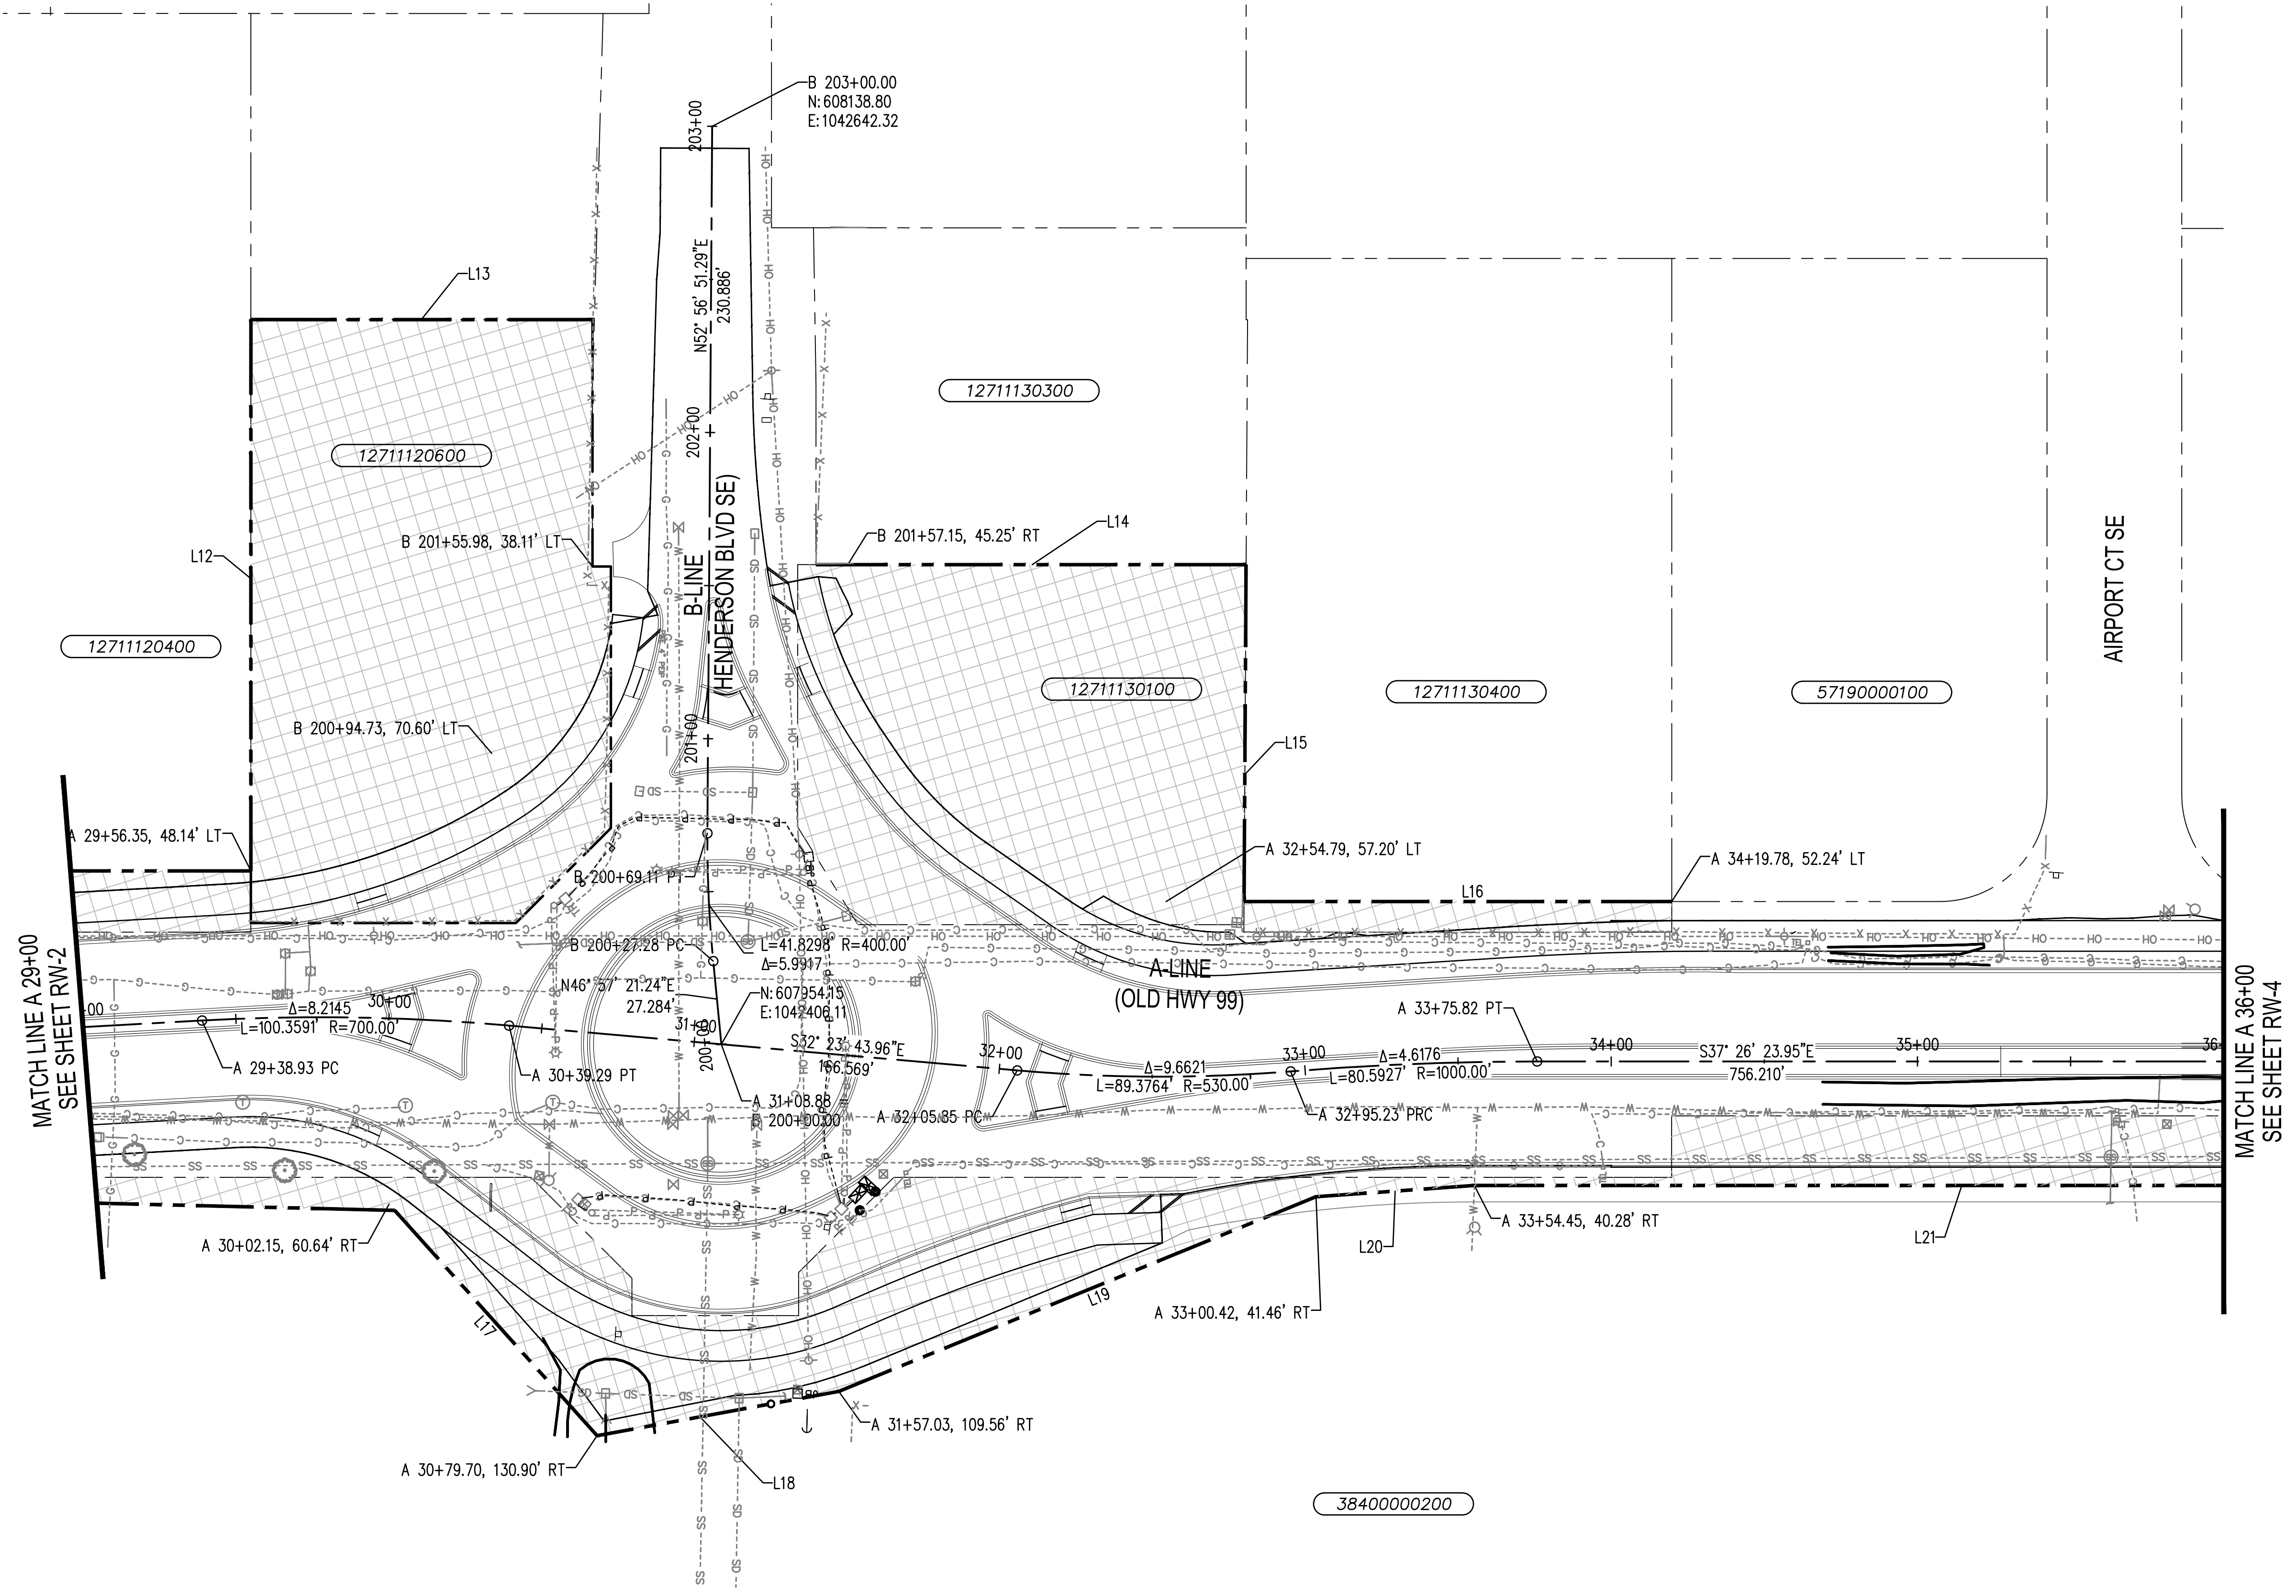 B 203+00.00
N:608138.80
E:1042642.32
203+00
N52° 56' 51.29"E
230.886'
L13
12711130300
202+00
12711120600
B 201+55.98, 38.11' LT
B 201+57.15, 45.25' RT
L14
L12
B-LINE
(HENDERSON BLVD SE)
AIRPORT CT SE
12711120400
12711130100
12711130400
57190000100
B 200+94.73, 70.60' LT
201+00
L15
A 29+56.35, 48.14' LT
B 200+69.11 PT
A 32+54.79, 57.20' LT
A 34+19.78, 52.24' LT
L16
B 200+27.28 PC
L=41.8298' R=400.00'
Δ=5.9917
N46° 57' 21.24"E
27.284'
N:607954.15
E:1042406.11
A-LINE
(OLD HWY 99)
MATCH LINE A 29+00
SEE SHEET RW-2
MATCH LINE A 36+00
SEE SHEET RW-4
+00
Δ=8.2145
30+00
L=100.3591' R=700.00'
31+00
200+00
S32° 23' 43.96"E
166.569'
32+00
A 33+75.82 PT
33+00
34+00
35+00
36
Δ=9.6621
L=89.3764' R=530.00'
Δ=4.6176
L=80.5927' R=1000.00'
S37° 26' 23.95"E
756.210'
A 29+38.93 PC
A 30+39.29 PT
A 31+08.88
B 200+00.00
A 32+05.85 PC
A 32+95.23 PRC
A 30+02.15, 60.64' RT
A 33+54.45, 40.28' RT
L20
L21
L17
L19
A 33+00.42, 41.46' RT
A 31+57.03, 109.56' RT
A 30+79.70, 130.90' RT
L18
38400000200